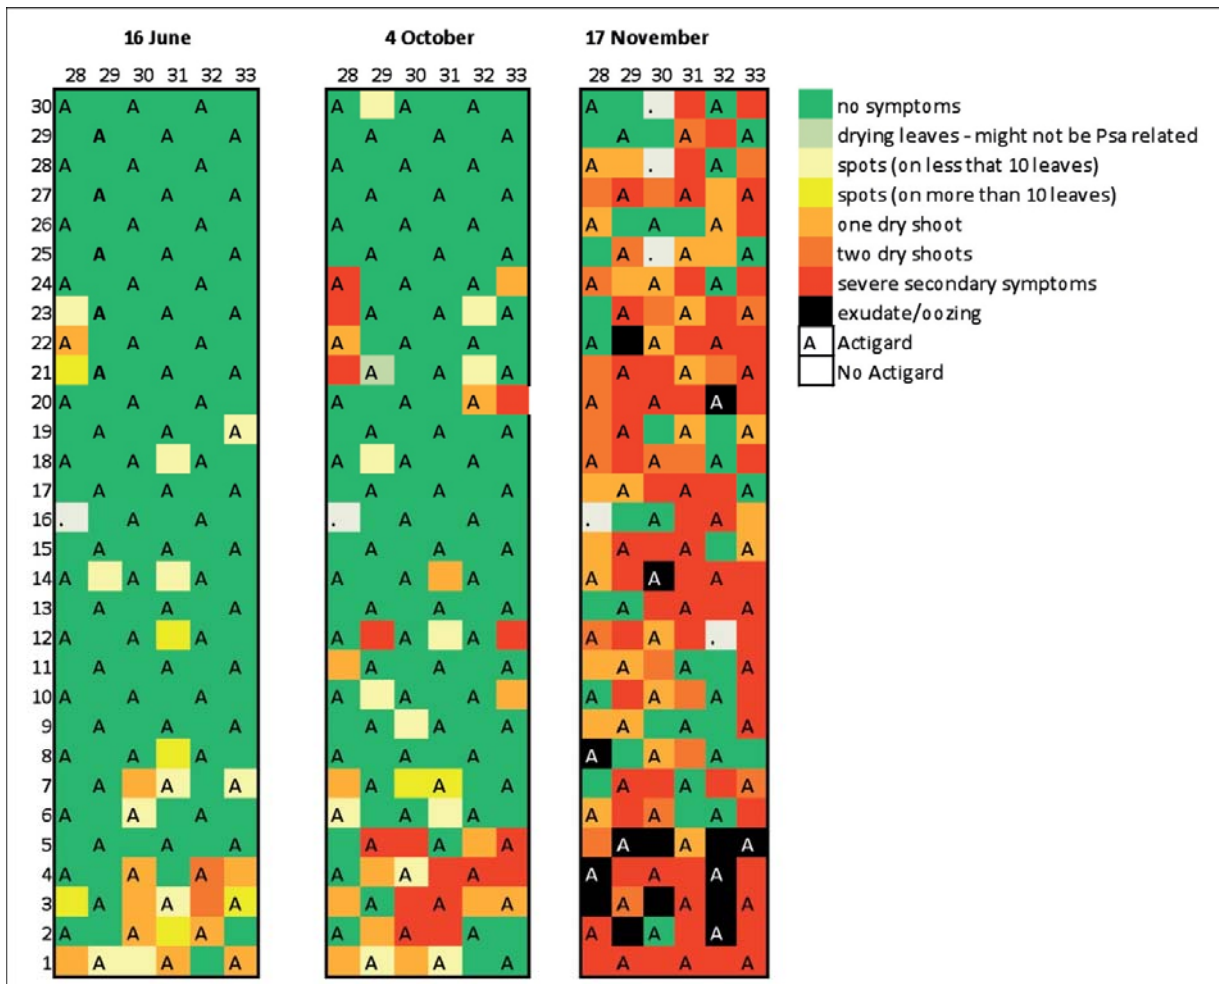 16 June 4 October 17 November
28 29 30 31 32 33 28 29 30 31 32 33 28 29 30 31 32 33
30 A A A A A A A . A no symptoms
29 A A A A A A A A A drying leaves - might not be Psa related
28 A A A A A A A . A spots (on less that 10 leaves)
27 A A A A A A A A A spots (on more than 10 leaves)
26 A A A A A A A A A one dry shoot
25 A A A A A A A . A A two dry shoots
24 A A A A A A A A A severe secondary symptoms
23 A A A A A A A A A exudate/oozing
22 A A A A A A A A A A Actigard
21 A A A A A A A A A No Actigard
20 A A A A A A A A A
19 A A A A A A A A A
18 A A A A A A A A A
17 A A A A A A A A A
16 . A A . A A . A A
15 A A A A A A A A A
14 A A A A A A A A A
13 A A A A A A A A A
12 A A A A A A A A .
11 A A A A A A A A A
10 A A A A A A A A A
9 A A A A A A A A A
8 A A A A A A A A A
7 A A A A A A A A A
6 A A A A A A A A A
5 A A A A A A A A A
4 A A A A A A A A A
3 A A A A A A A A A
2 A A A A A A A A A
1 A A A A A A A A A